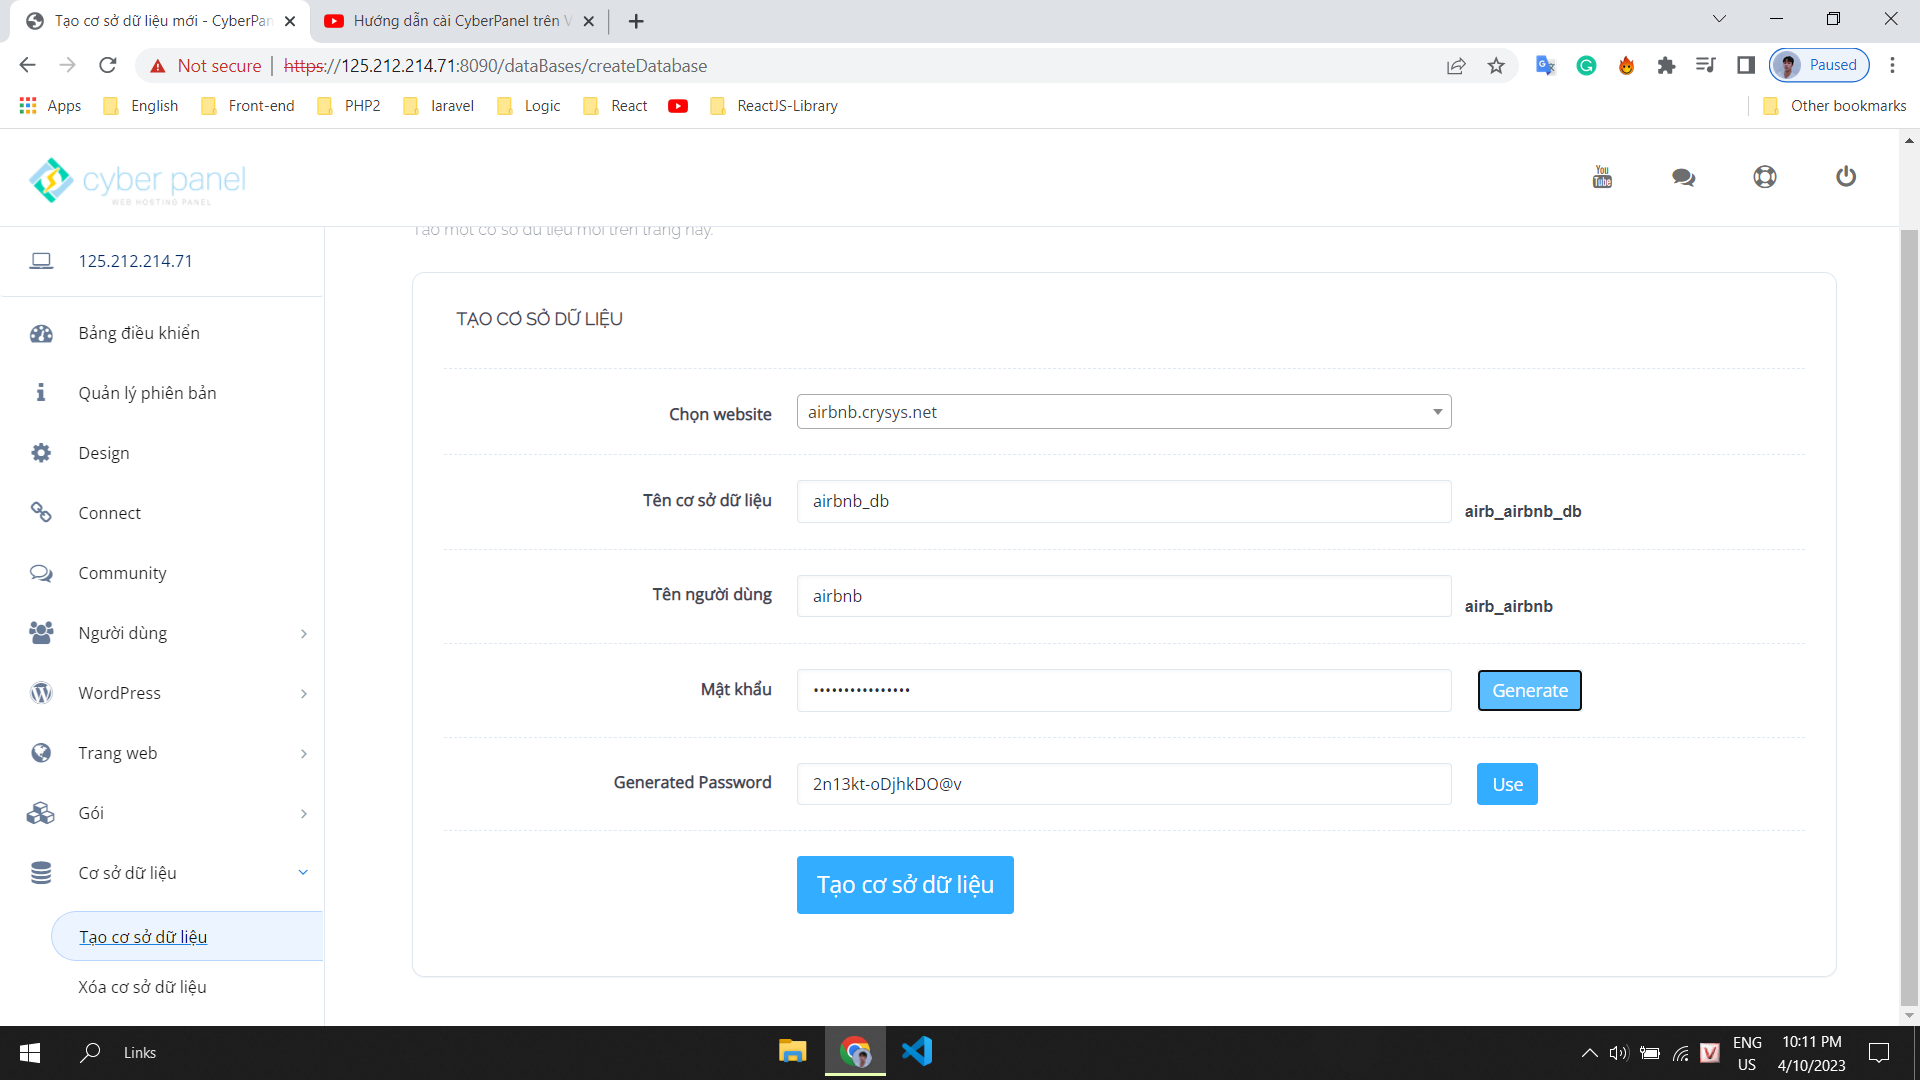 Tạo cơ sở dữ liệu mới - CyberPan
Hướng dẫn cài CyberPanel trên V
Not secure
https://125.212.214.71:8090/dataBases/createDatabase
Paused
Apps
English
Front-end
PHP2
laravel
Logic
React
ReactJS-Library
Other bookmarks
cyber panel
WEB HOSTING PANEL
You
Tube
125.212.214.71
Bảng điều khiển
Quản lý phiên bản
Design
Connect
Community
Người dùng
WordPress
Trang web
Gói
Cơ sở dữ liệu
Tạo cơ sở dữ liệu
Xóa cơ sở dữ liệu
Tạo một cơ sở dữ liệu mới trên trang này.
TẠO CƠ SỞ DỮ LIỆU
Chọn website
airbnb.crysys.net
Tên cơ sở dữ liệu
airbnb_db
airb_airbnb_db
Tên người dùng
airbnb
airb_airbnb
Mật khẩu
••••••••••••••••
Generate
Generated Password
2n13kt-oDjhkDO@v
Use
Tạo cơ sở dữ liệu
Links
ENG
US
10:11 PM
4/10/2023